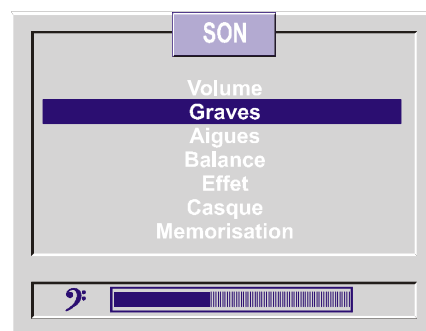 SON
Volume
Graves
Aigues
Balance
Effet
Casque
Memorisation